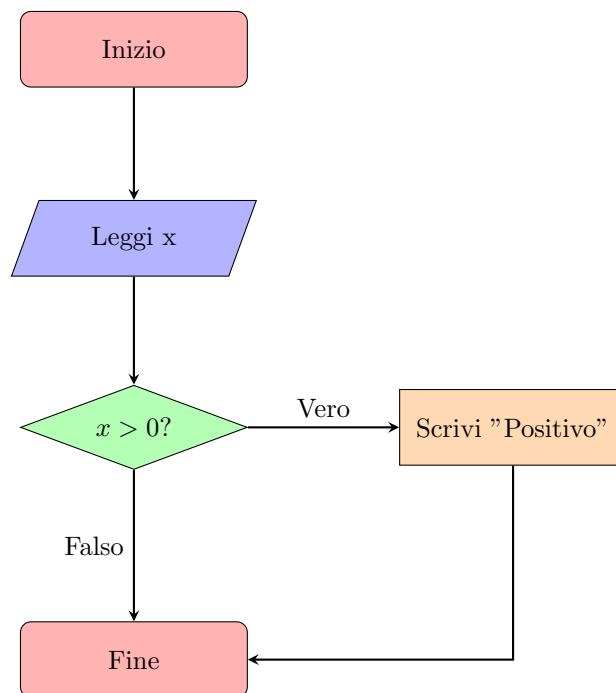 Inizio
Leggi x
x > 0?
Vero
Scrivi ”Positivo”
Falso
Fine